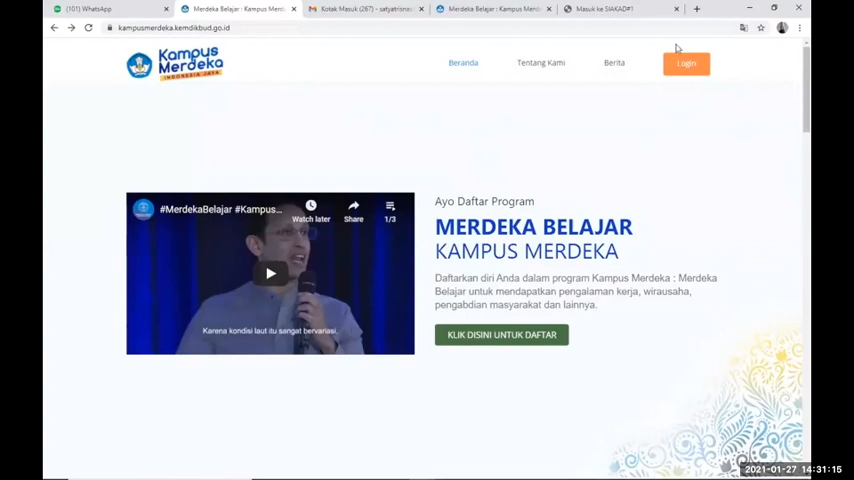 (101) WhatsApp
Merdeka Belajar : Kampus Merde
Kotak Masuk (267) - satyatrisnas
Merdeka Belajar : Kampus Merde
Masuk ke SIAKAD#1
kampusmerdeka.kemdikbud.go.id
Kampus
Merdeka
INDONESIA JAYA
Beranda
Tentang Kami
Berita
Login
#MerdekaBelajar #Kampus...
Watch later
Share
1/3
Karena kondisi laut itu sangat bervariasi.
Ayo Daftar Program
MERDEKA BELAJAR
KAMPUS MERDEKA
Daftarkan diri Anda dalam program Kampus Merdeka : Merdeka
Belajar untuk mendapatkan pengalaman kerja, wirausaha,
pengabdian masyarakat dan lainnya.
KLIK DISINI UNTUK DAFTAR
2021-01-27 14:31:15